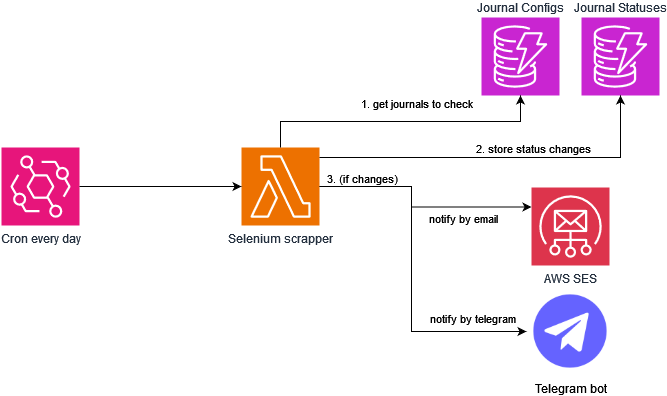 Journal Configs
Journal Statuses
1. get journals to check
2. store status changes
3. (if changes)
notify by email
Cron every day
Selenium scrapper
AWS SES
notify by telegram
Telegram bot